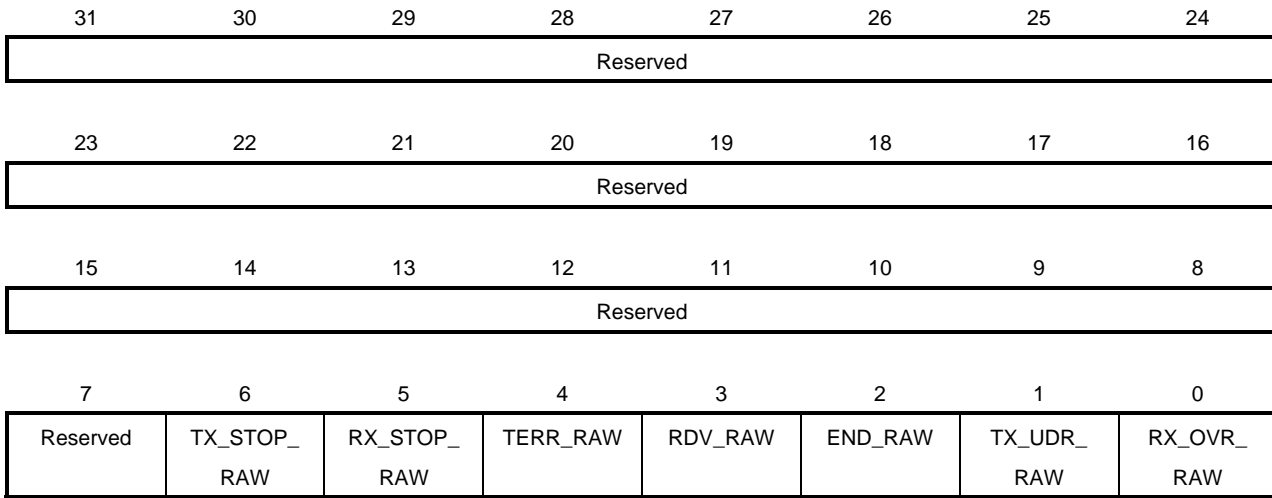 31 30 29 28 27 26 25 24
Reserved
23 22 21 20 19 18 17 16
Reserved
15 14 13 12 11 10 9 8
Reserved
7 6 5 4 3 2 1 0
Reserved TX_STOP_ RX_STOP_ TERR_RAW RDV_RAW END_RAW TX_UDR_ RX_OVR_
RAW RAW RAW RAW